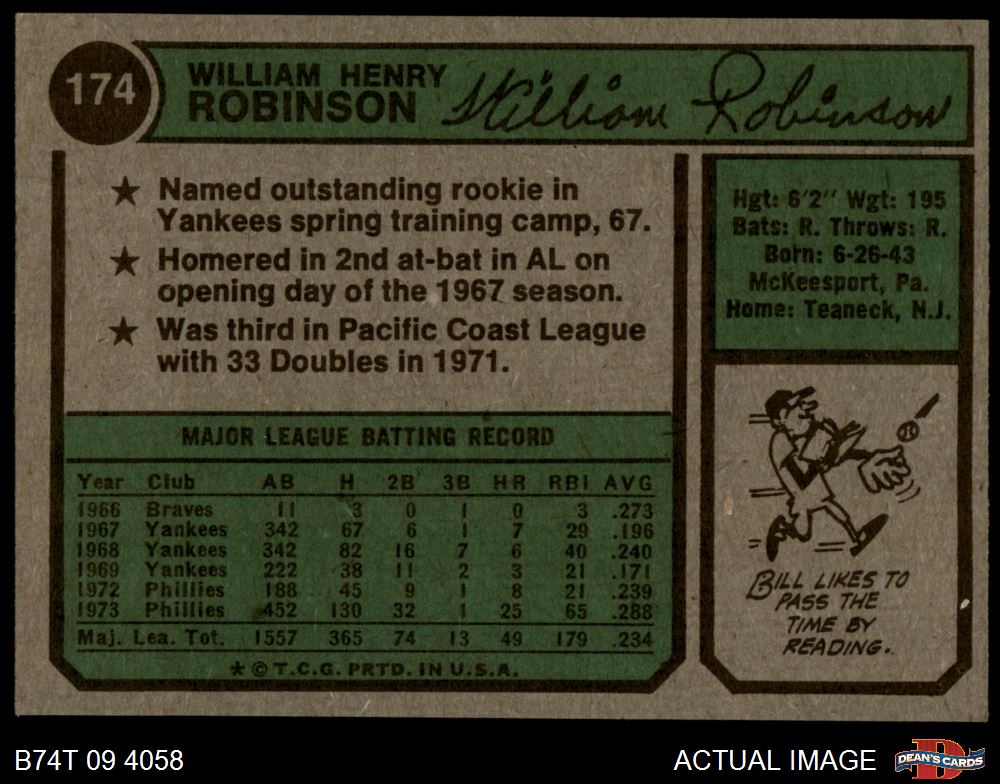 174
WILLIAM HENRY
ROBINSON
William Robinson
★ Named outstanding rookie in
Yankees spring training camp, 67.
★ Homered in 2nd at-bat in AL on
opening day of the 1967 season.
★ Was third in Pacific Coast League
with 33 Doubles in 1971.
Hgt: 6'2" Wgt: 195
Bats: R. Throws: R.
Born: 6-26-43
McKeesport, Pa.
Home: Teaneck, N.J.
MAJOR LEAGUE BATTING RECORD
Year Club AB H 2B 3B HR RBI AVG
1966 Braves 11 3 0 1 0 3 .273
1967 Yankees 342 67 6 1 7 29 .196
1968 Yankees 342 82 16 7 6 40 .240
1969 Yankees 222 38 11 2 3 21 .171
1972 Phillies 188 45 9 1 8 21 .239
1973 Phillies 452 130 32 1 25 65 .288
Maj. Lea. Tot. 1557 365 74 13 49 179 .234
★ © T.C.G. PRTD. IN U.S.A.
BILL LIKES TO
PASS THE
TIME BY
READING.
B74T 09 4058
ACTUAL IMAGE
D
DEAN'S CARDS